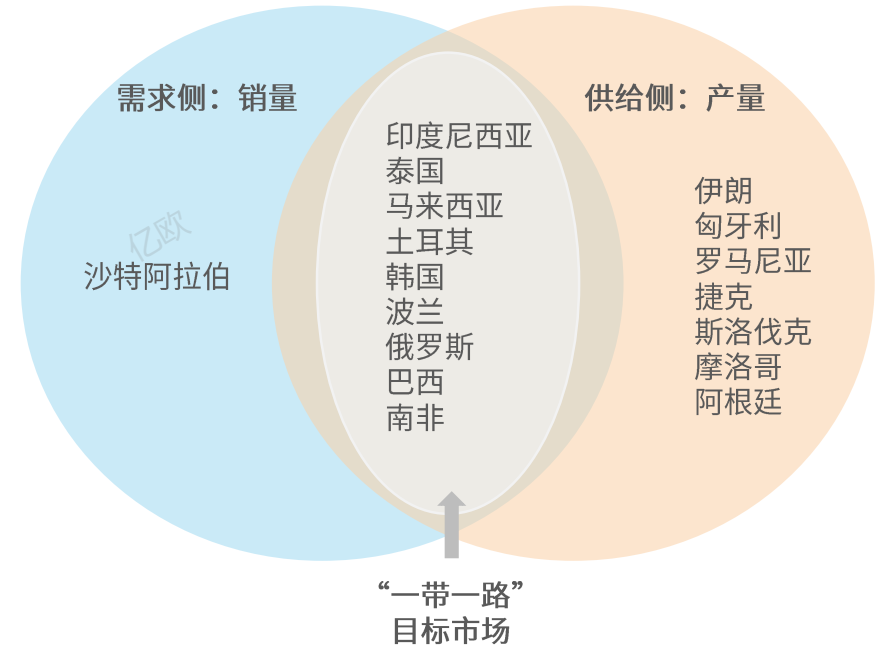 需求侧：销量
亿欧
沙特阿拉伯
印度尼西亚
泰国
马来西亚
土耳其
韩国
波兰
俄罗斯
巴西
南非
供给侧：产量
伊朗
匈牙利
罗马尼亚
捷克
斯洛伐克
摩洛哥
阿根廷
“一带一路”
目标市场